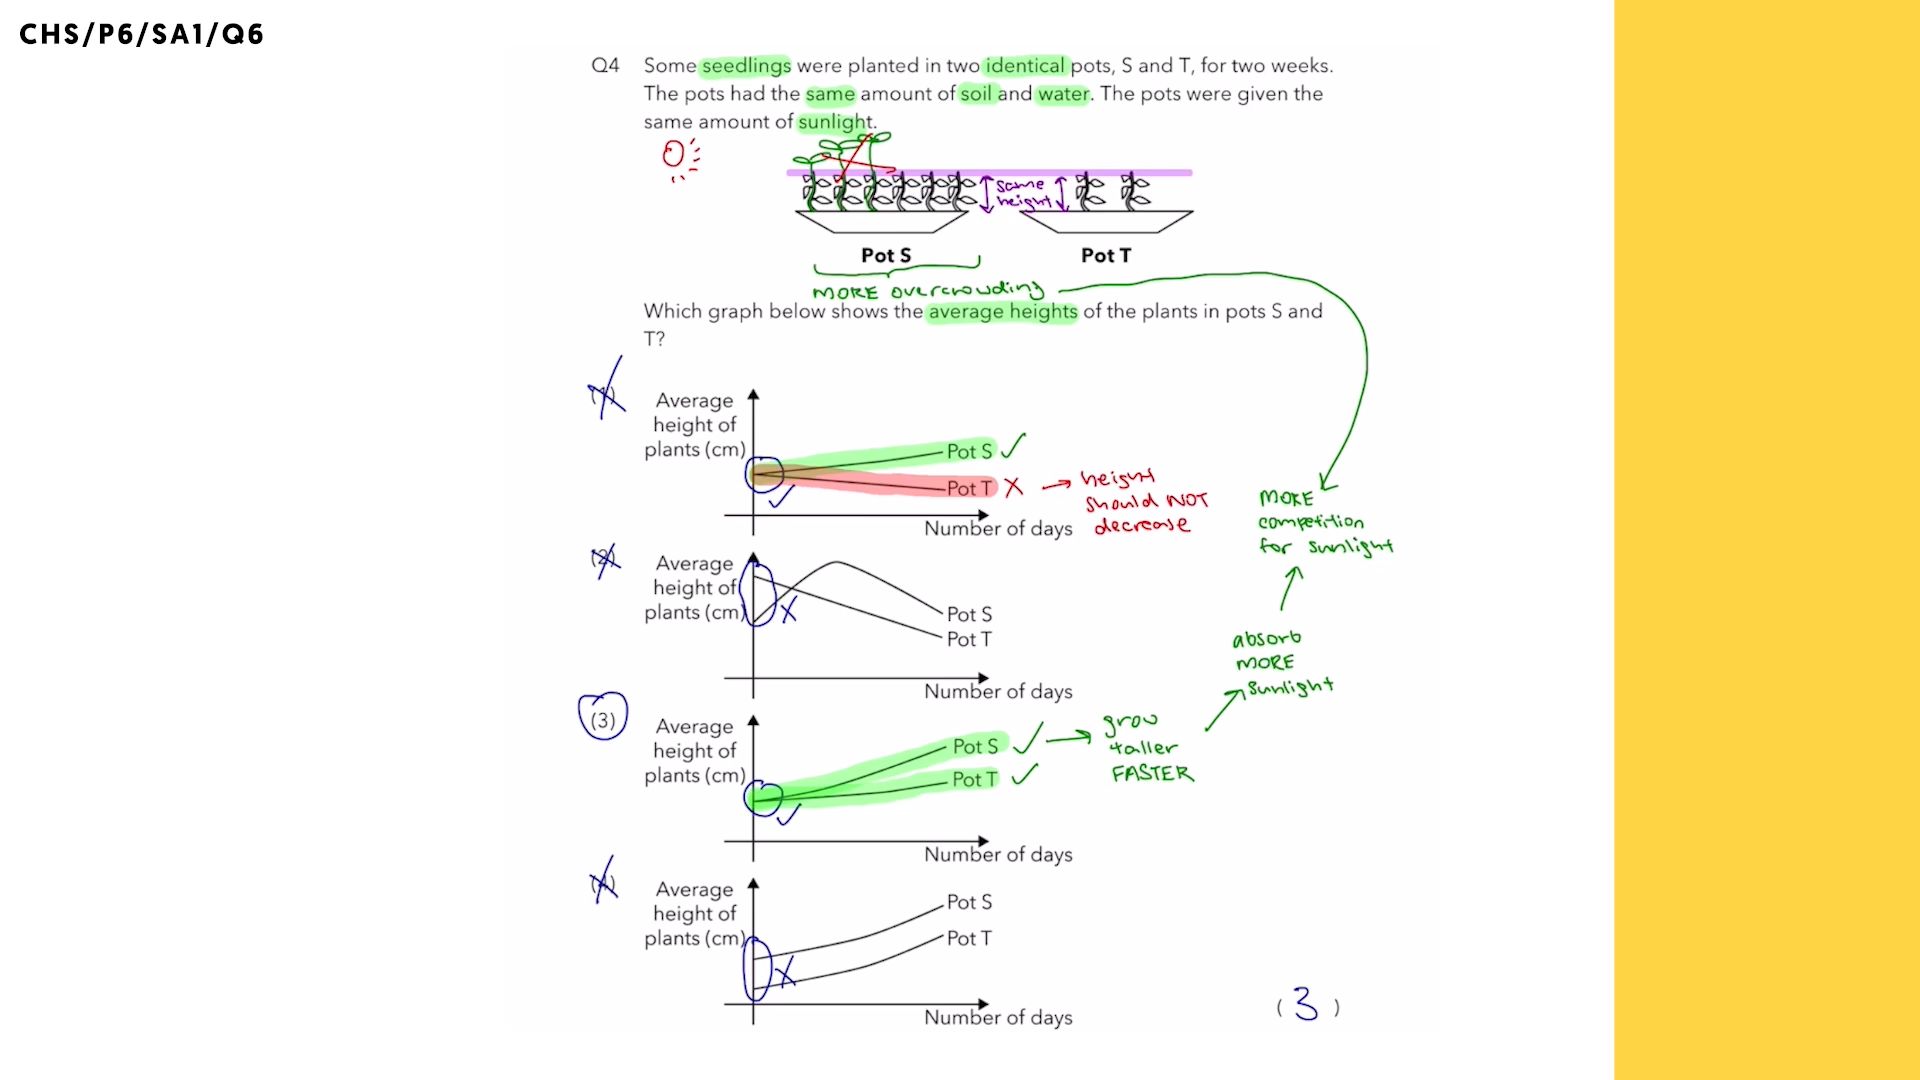 CHS/P6/SA1/Q6
Q4 Some seedlings were planted in two identical pots, S and T, for two weeks.
The pots had the same amount of soil and water. The pots were given the
same amount of sunlight.
same
height
Pot S
Pot T
MORE overcrowding
Which graph below shows the average heights of the plants in pots S and
T?
(1)
Average
height of
plants (cm)
Pot S
Pot T
X
height
should NOT
decrease
Number of days
MORE
competition
for sunlight
(2)
Average
height of
plants (cm)
X
Pot S
Pot T
Number of days
absorb
MORE
sunlight
(3)
Average
height of
plants (cm)
Pot S
Pot T
grow
taller
FASTER
Number of days
(4)
Average
height of
plants (cm)
X
Pot S
Pot T
Number of days
( 3 )